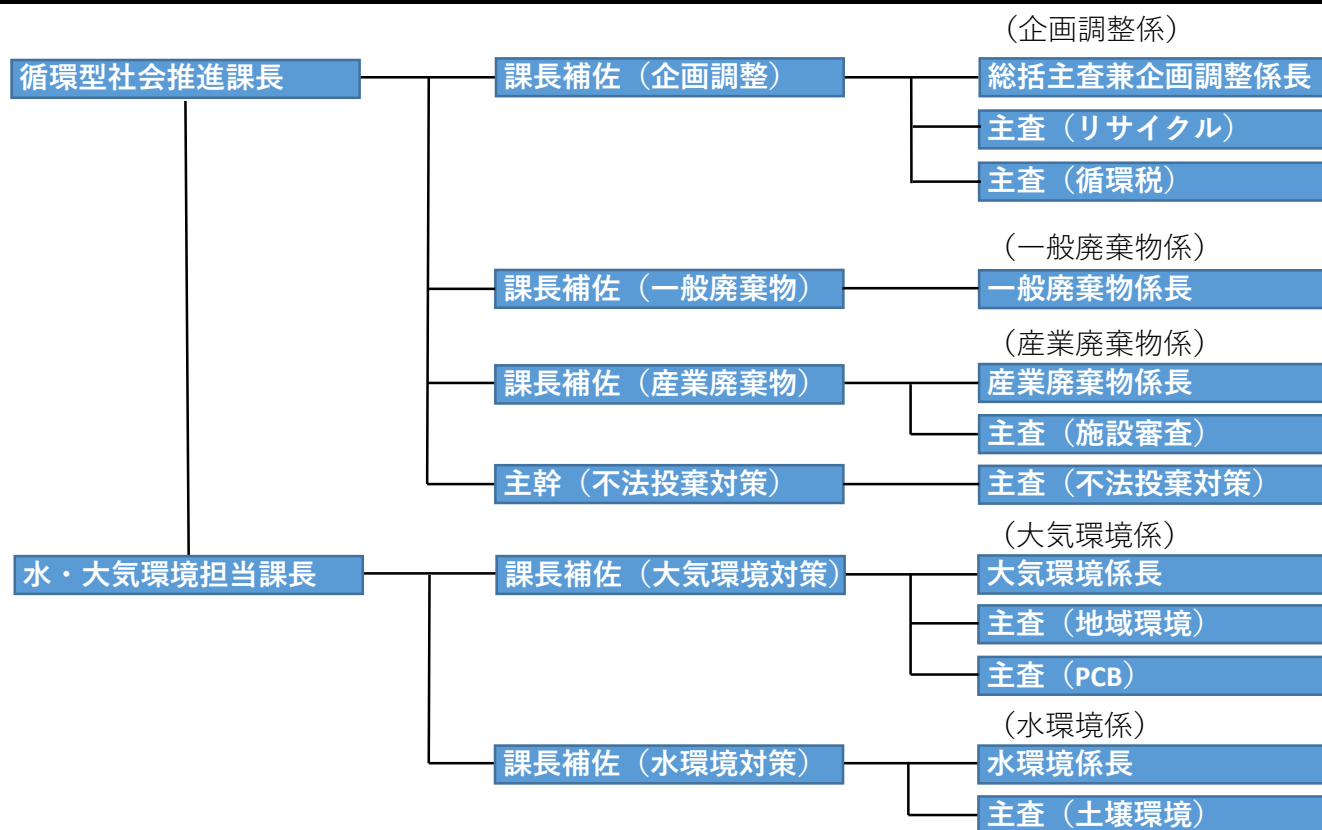 （企画調整係）
循環型社会推進課長
課長補佐（企画調整）
総括主査兼企画調整係長
主査（リサイクル）
主査（循環税）
（一般廃棄物係）
課長補佐（一般廃棄物）
一般廃棄物係長
（産業廃棄物係）
課長補佐（産業廃棄物）
産業廃棄物係長
主査（施設審査）
主幹（不法投棄対策）
主査（不法投棄対策）
（大気環境係）
水・大気環境担当課長
課長補佐（大気環境対策）
大気環境係長
主査（地域環境）
主査（PCB）
（水環境係）
課長補佐（水環境対策）
水環境係長
主査（土壌環境）